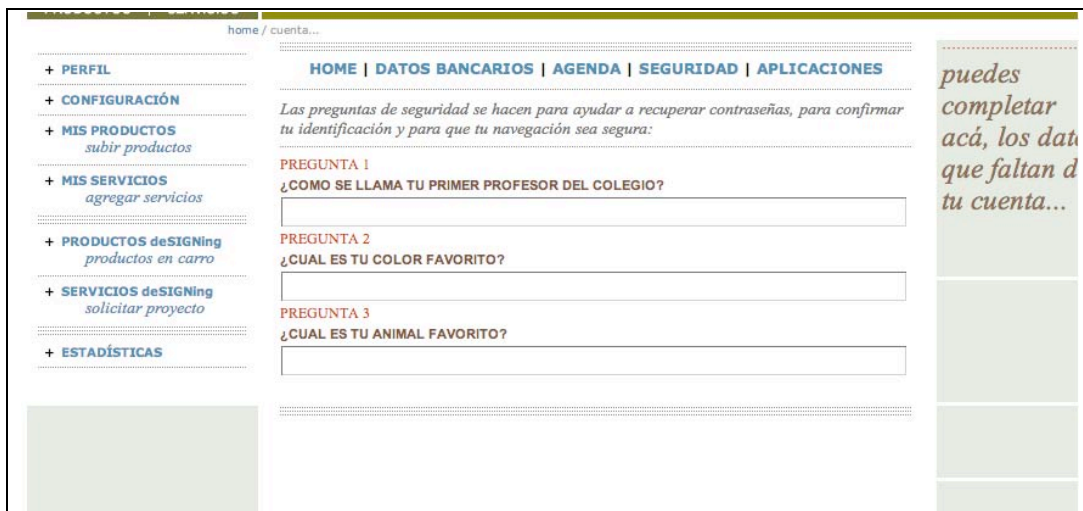 home / cuenta...
+ PERFIL
+ CONFIGURACIÓN
+ MIS PRODUCTOS
subir productos
+ MIS SERVICIOS
agregar servicios
+ PRODUCTOS deSIGNing
productos en carro
+ SERVICIOS deSIGNing
solicitar proyecto
+ ESTADÍSTICAS
HOME | DATOS BANCARIOS | AGENDA | SEGURIDAD | APLICACIONES
Las preguntas de seguridad se hacen para ayudar a recuperar contraseñas, para confirmar
tu identificación y para que tu navegación sea segura:
PREGUNTA 1
¿COMO SE LLAMA TU PRIMER PROFESOR DEL COLEGIO?
PREGUNTA 2
¿CUAL ES TU COLOR FAVORITO?
PREGUNTA 3
¿CUAL ES TU ANIMAL FAVORITO?
puedes
completar
acá, los dat
que faltan d
tu cuenta...